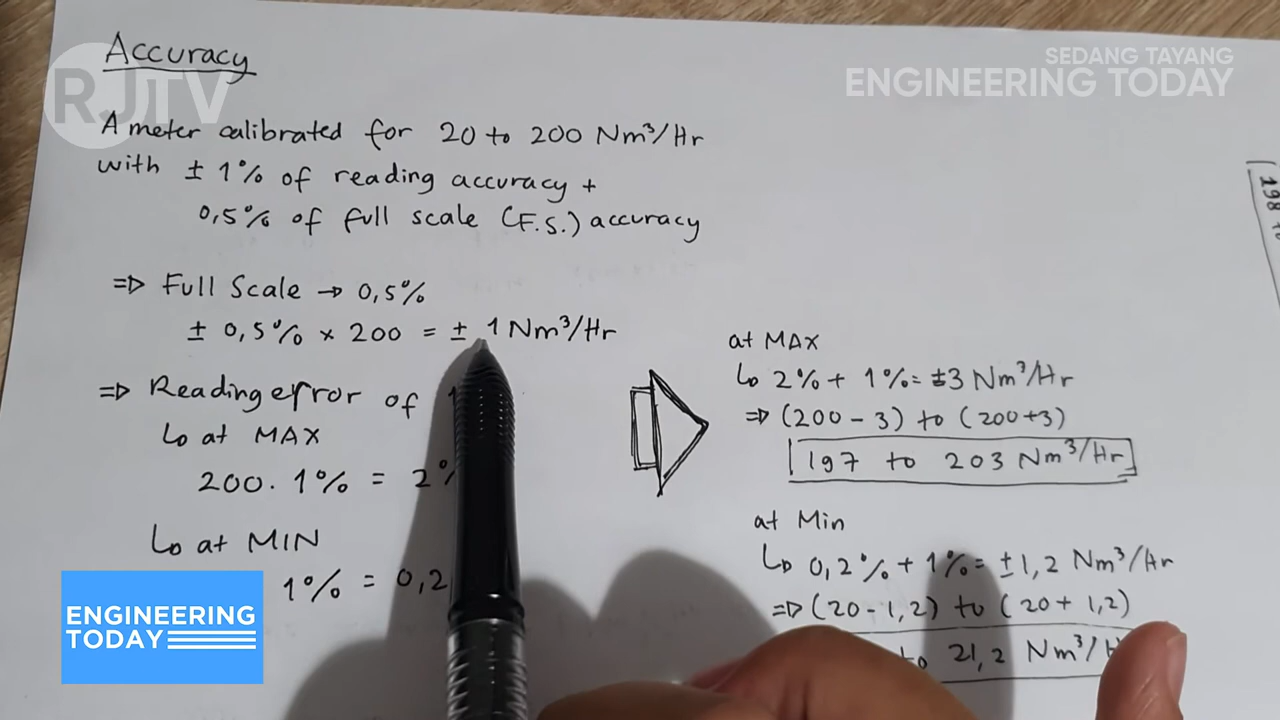 Accuracy
RJTV
SEDANG TAYANG
ENGINEERING TODAY
A meter calibrated for 20 to 200 Nm³/Hr
with ± 1% of reading accuracy +
0,5% of full scale (F.S.) accuracy
⇒ Full Scale → 0,5%
± 0,5% × 200 = ± 1 Nm³/Hr
⇒ Reading error of 1
↳ at MAX
200. 1% = 2%
↳ at MIN
1% = 0,2
at MAX
↳ 2% + 1% = ±3 Nm³/Hr
⇒ (200 - 3) to (200+3)
197 to 203 Nm³/Hr
at Min
↳ 0,2% + 1% = ±1,2 Nm³/Hr
⇒ (20 - 1,2) to (20 + 1,2)
to 21,2 Nm³/H
198 to
ENGINEERING
TODAY